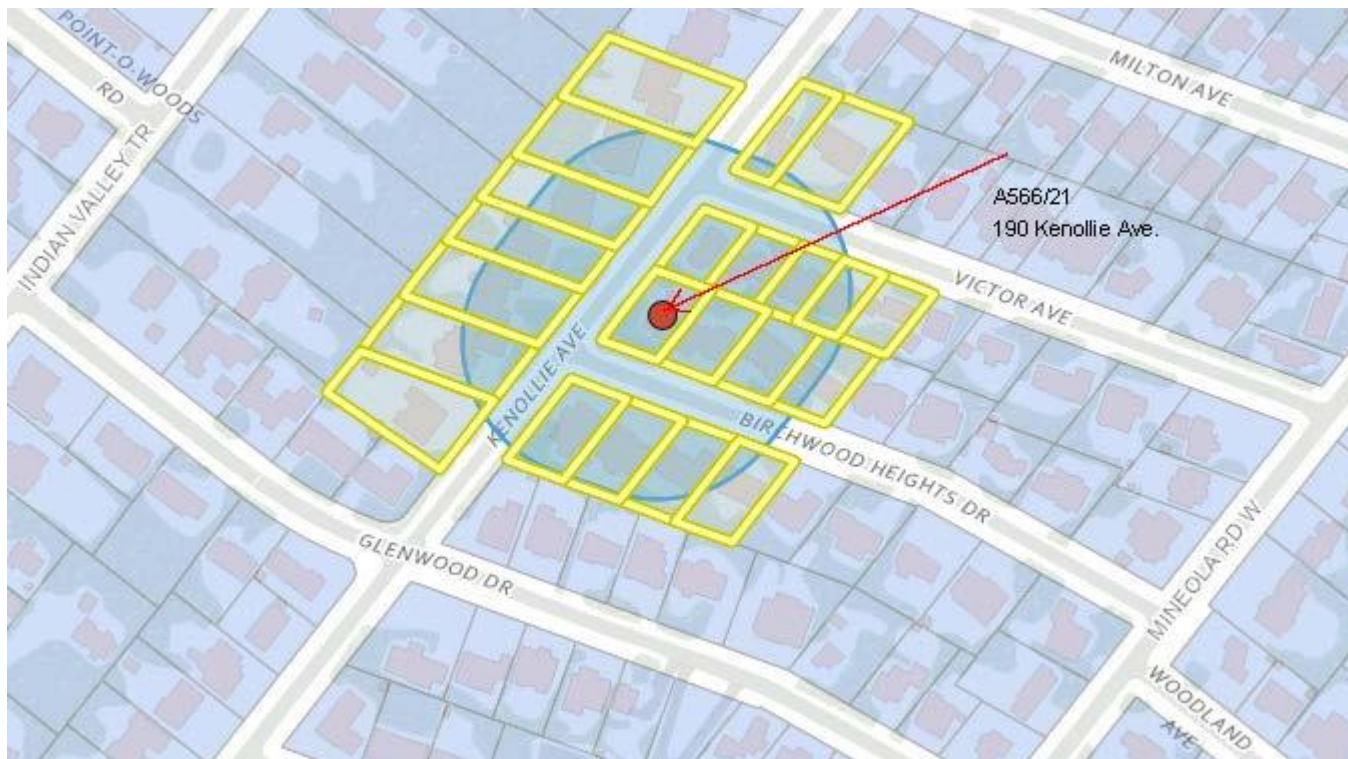 POINT-O-WOODS
RD
MILTON AVE
INDIAN VALLEY TR
A566/21
190 Kenollie Ave.
VICTOR AVE
KENOLLIE AVE
BIRCHWOOD HEIGHTS DR
GLENWOOD DR
MINEOLA RD W
WOODLAND
AVE